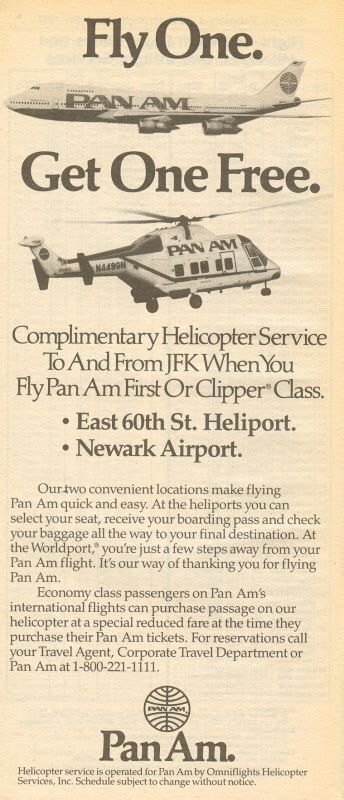 Fly One.
PAN AM
Get One Free.
PAN AM
N4499N
Complimentary Helicopter Service
To And From JFK When You
Fly Pan Am First Or Clipper® Class.
• East 60th St. Heliport.
• Newark Airport.
Our two convenient locations make flying
Pan Am quick and easy. At the heliports you can
select your seat, receive your boarding pass and check
your baggage all the way to your final destination. At
the Worldport,® you're just a few steps away from your
Pan Am flight. It's our way of thanking you for flying
Pan Am.
Economy class passengers on Pan Am's
international flights can purchase passage on our
helicopter at a special reduced fare at the time they
purchase their Pan Am tickets. For reservations call
your Travel Agent, Corporate Travel Department or
Pan Am at 1-800-221-1111.
PAN AM
Pan Am.
Helicopter service is operated for Pan Am by Omniflights Helicopter
Services, Inc. Schedule subject to change without notice.